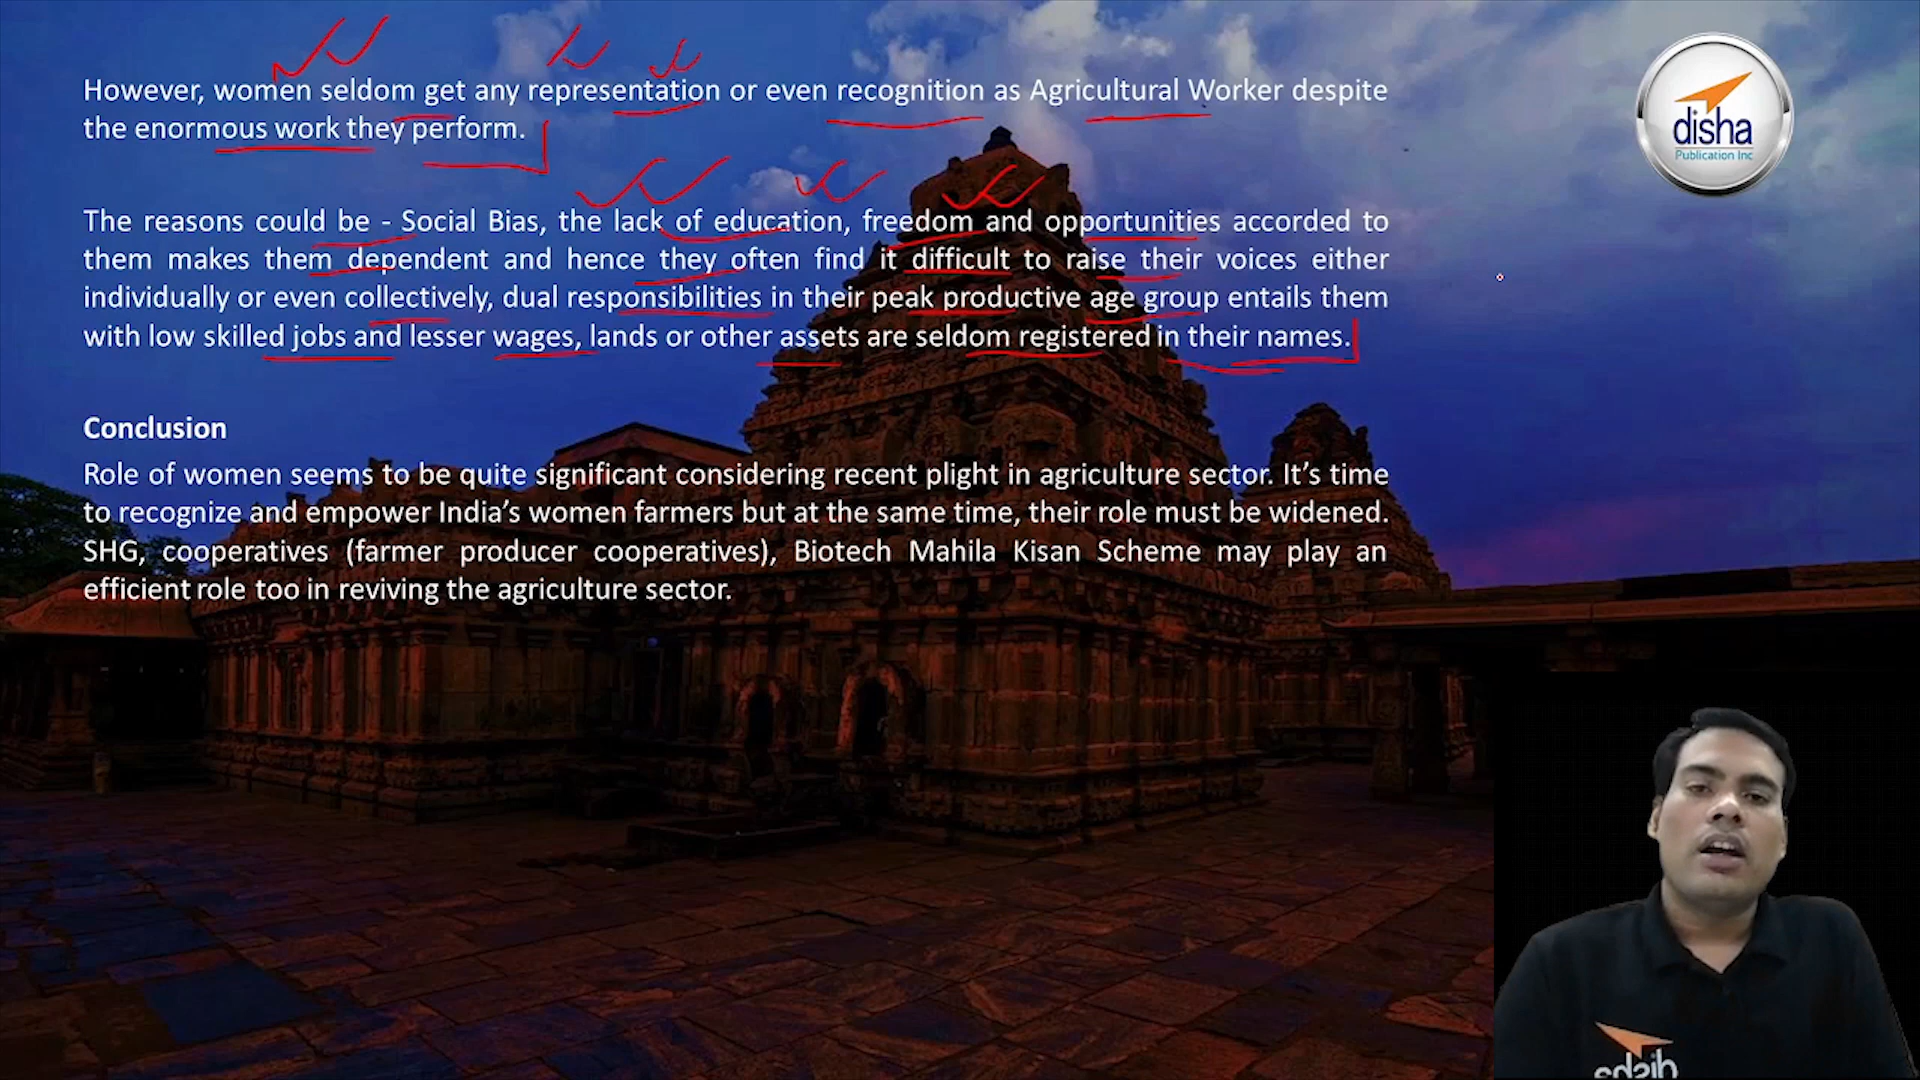 However, women seldom get any representation or even recognition as Agricultural Worker despite
the enormous work they perform.
The reasons could be - Social Bias, the lack of education, freedom and opportunities accorded to
them makes them dependent and hence they often find it difficult to raise their voices either
individually or even collectively, dual responsibilities in their peak productive age group entails them
with low skilled jobs and lesser wages, lands or other assets are seldom registered in their names.
Conclusion
Role of women seems to be quite significant considering recent plight in agriculture sector. It’s time
to recognize and empower India’s women farmers but at the same time, their role must be widened.
SHG, cooperatives (farmer producer cooperatives), Biotech Mahila Kisan Scheme may play an
efficient role too in reviving the agriculture sector.
disha
Publication Inc